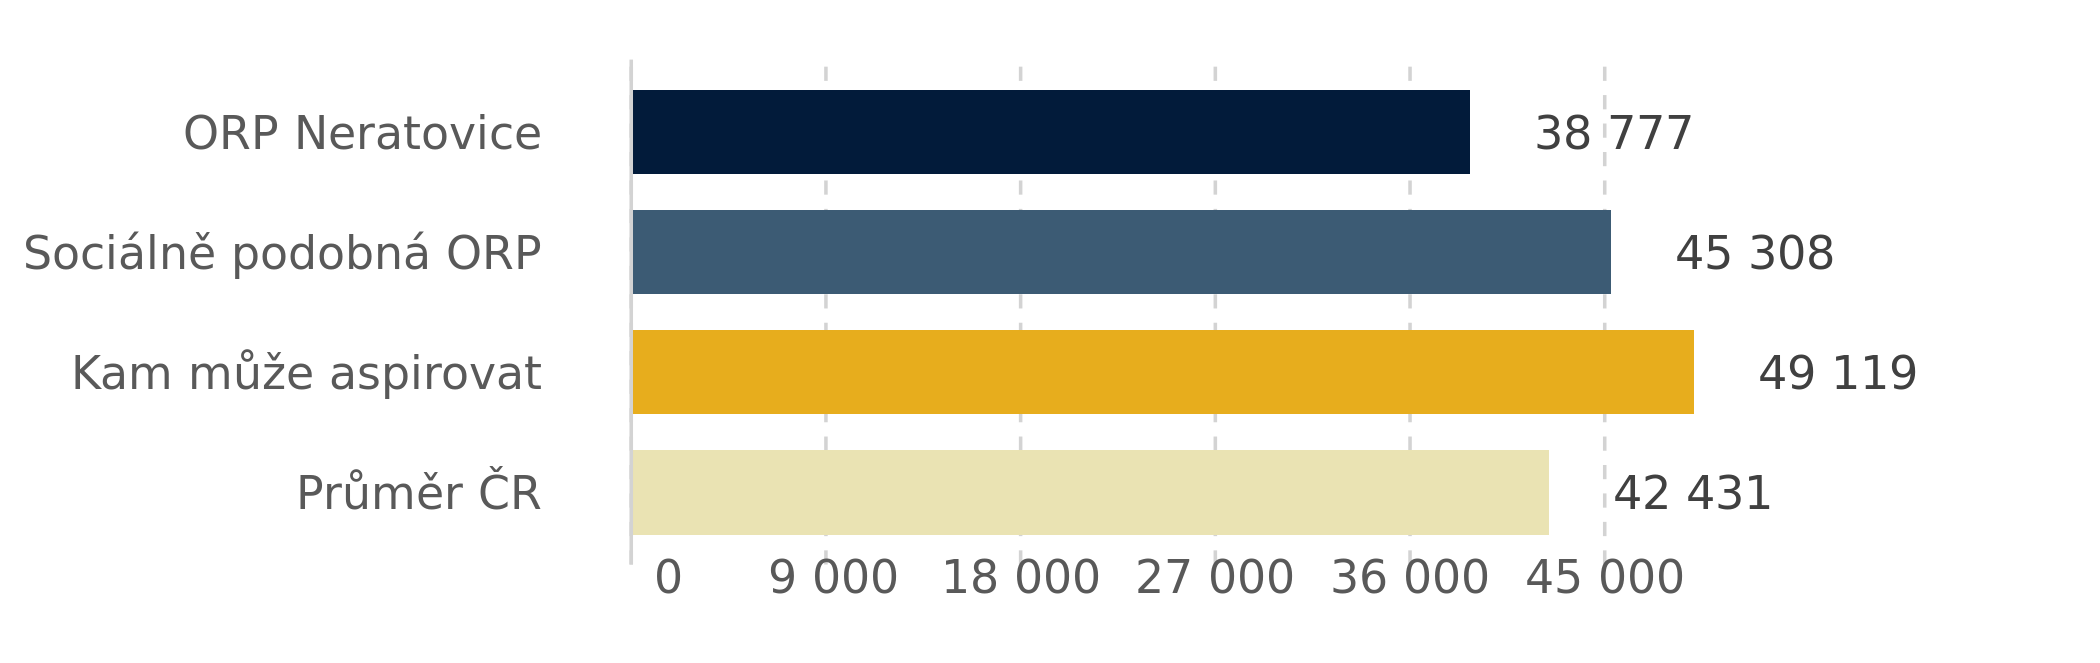 ORP Neratovice 38 777
Sociálně podobná ORP 45 308
Kam může aspirovat 49 119
Průměr ČR 42 431
0 9 000 18 000 27 000 36 000 45 000